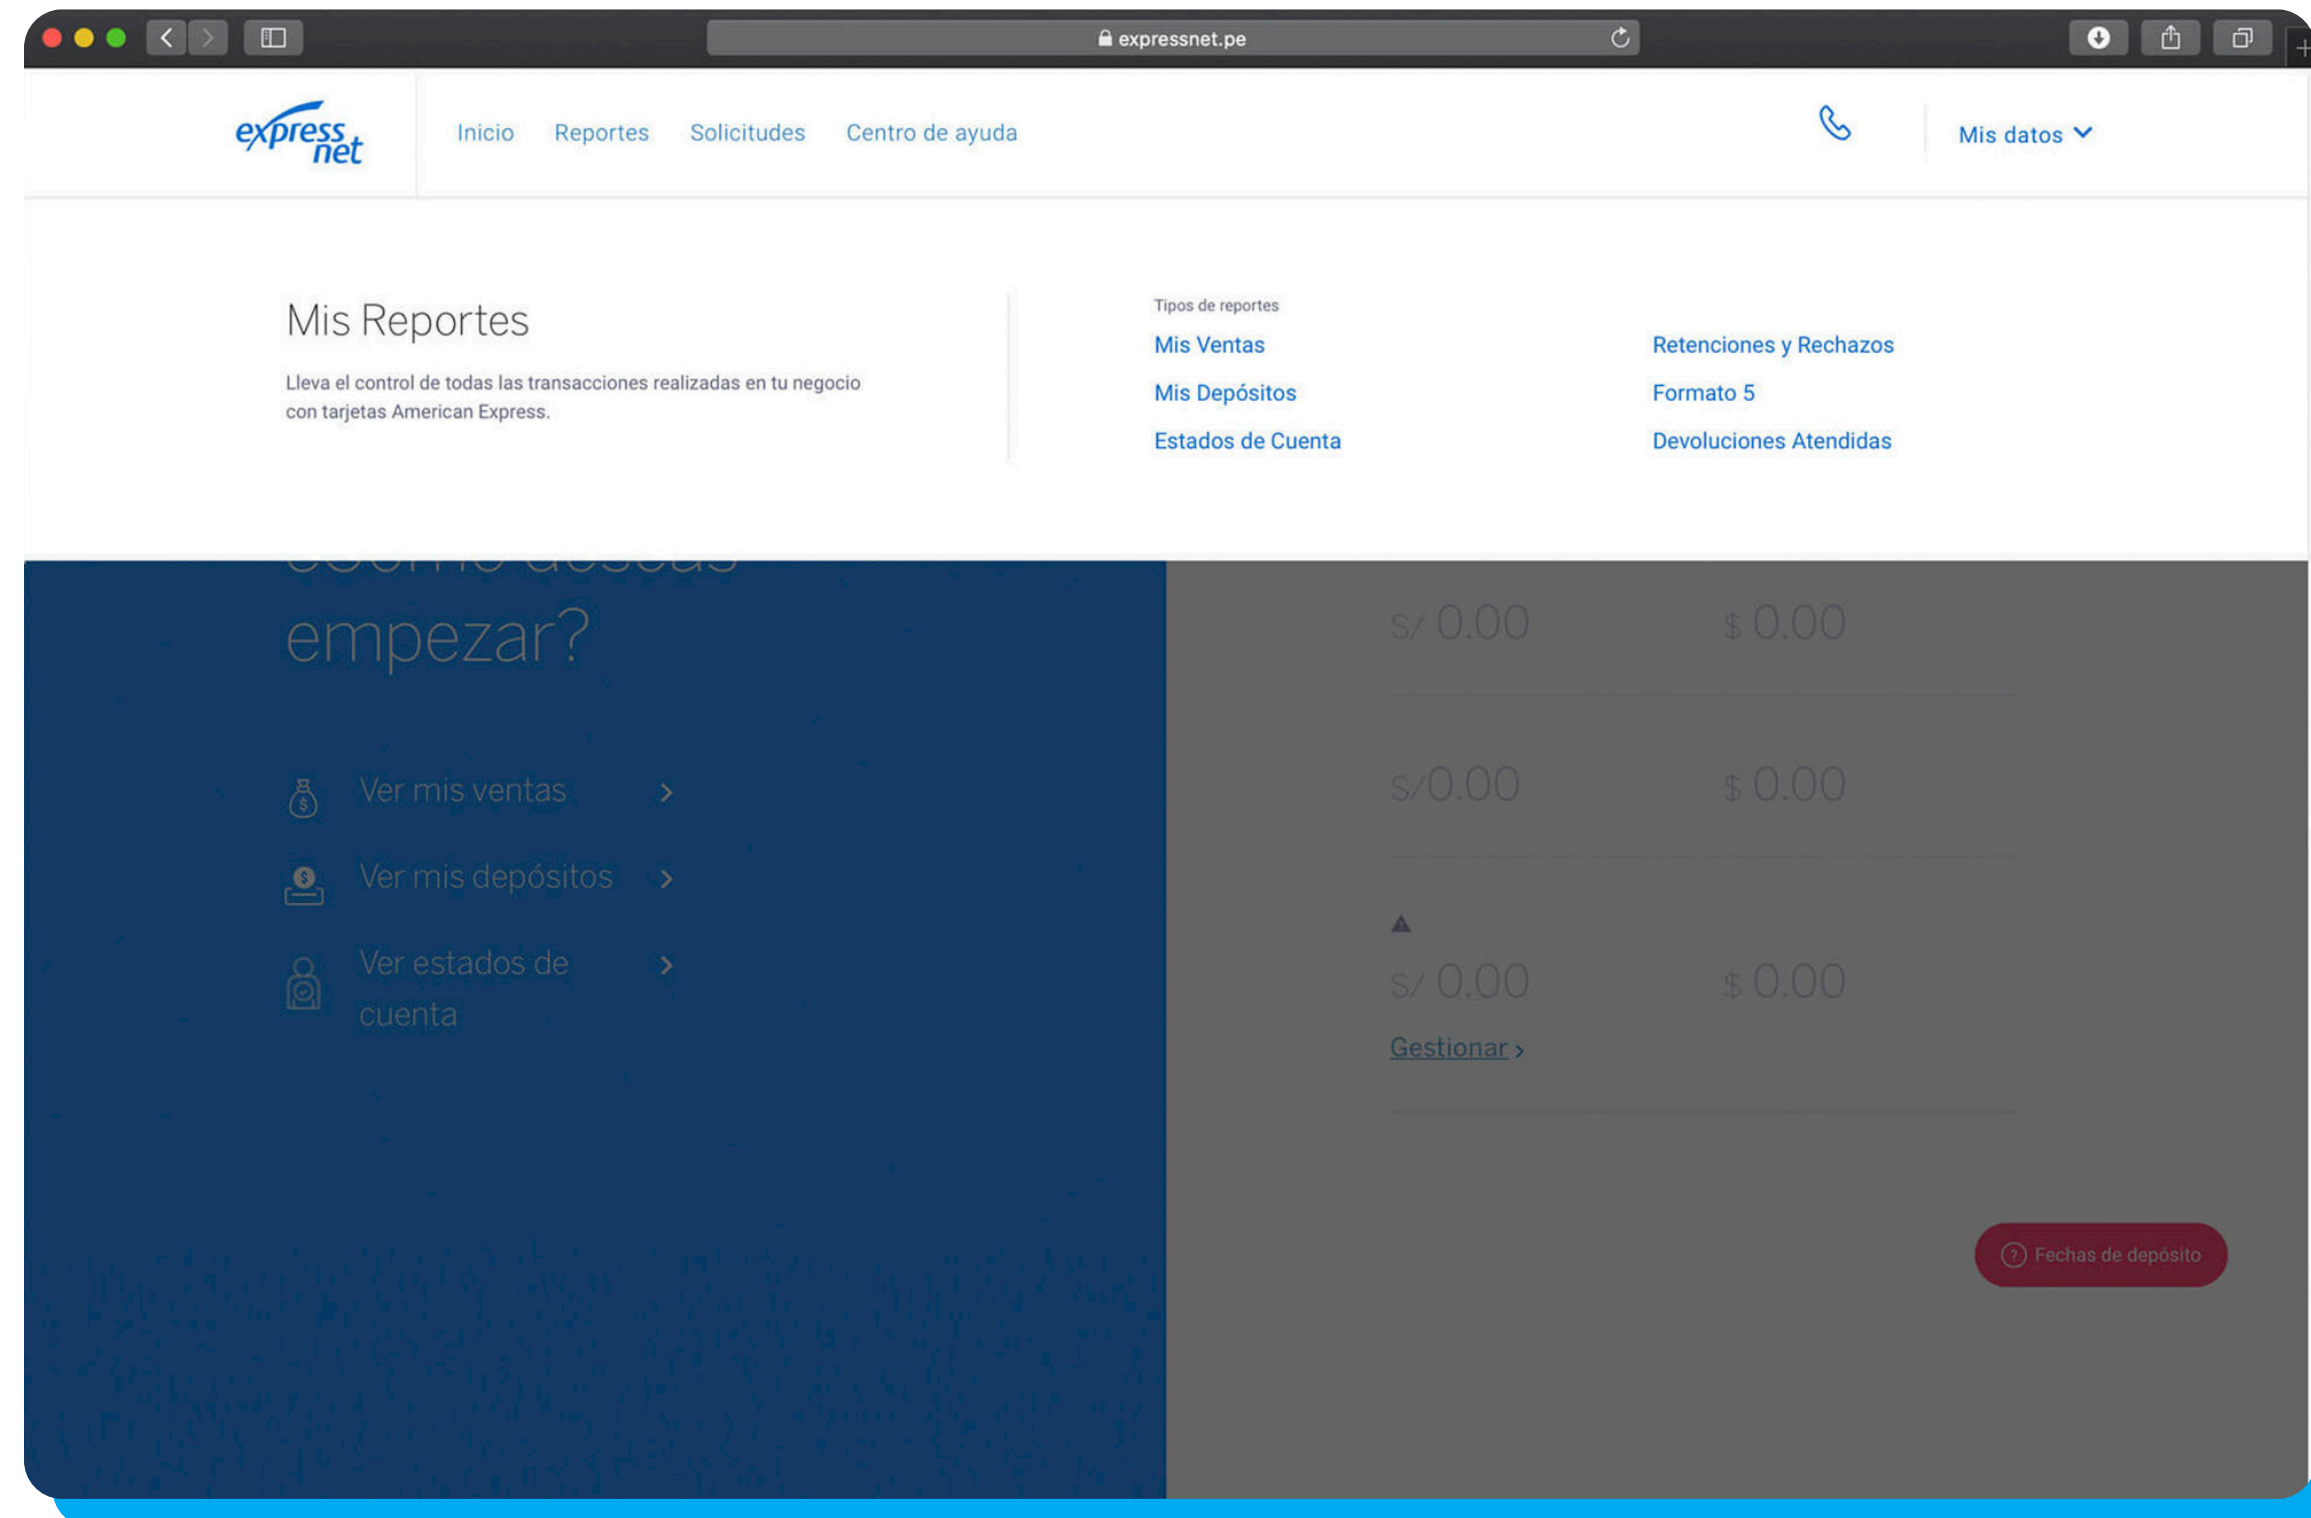 expressnet.pe
express
net
Inicio
Reportes
Solicitudes
Centro de ayuda
Mis datos
Mis Reportes
Lleva el control de todas las transacciones realizadas en tu negocio
con tarjetas American Express.
Tipos de reportes
Mis Ventas
Mis Depósitos
Estados de Cuenta
Retenciones y Rechazos
Formato 5
Devoluciones Atendidas
deseas
empezar?
Ver mis ventas
Ver mis depósitos
Ver estados de
cuenta
S/ 0.00
$ 0.00
S/0.00
$ 0.00
S/ 0.00
$ 0.00
Gestionar
Fechas de depósito